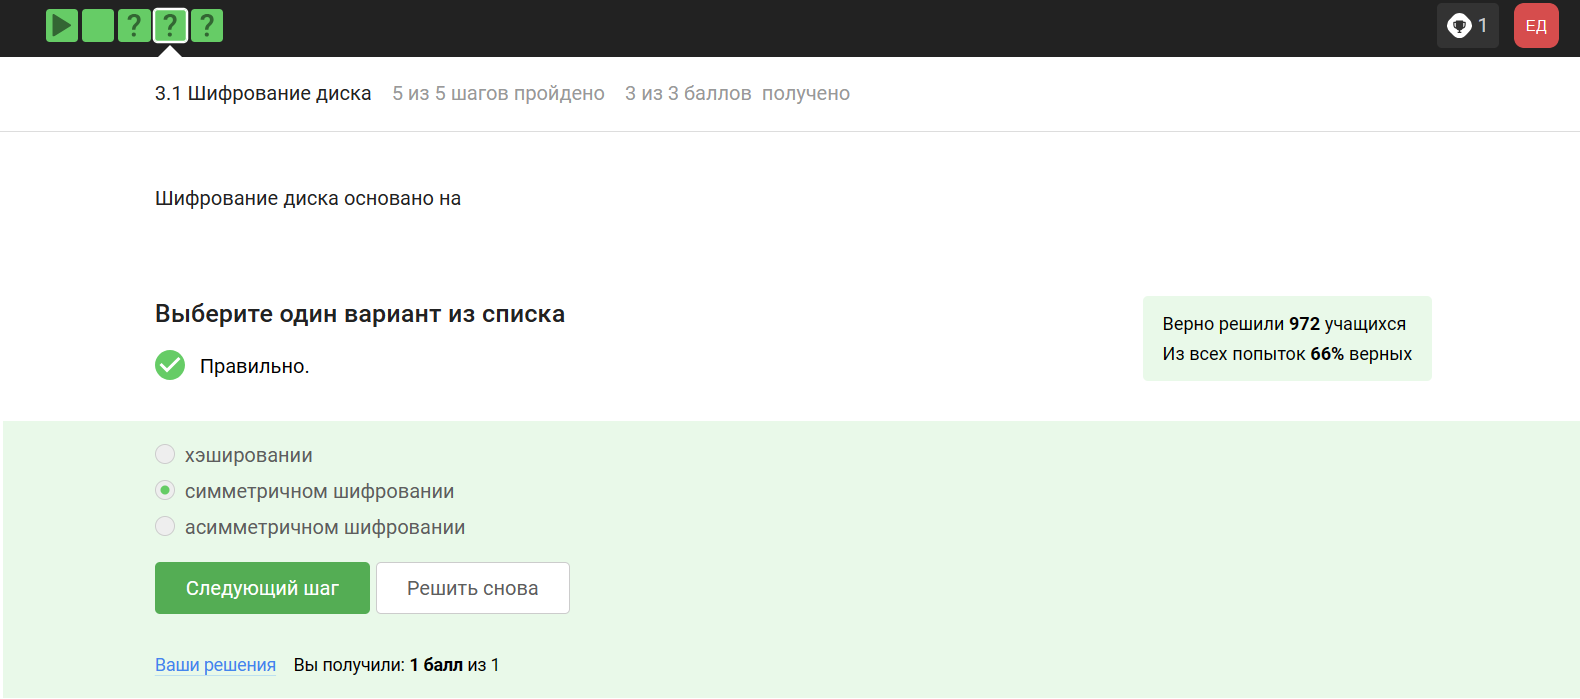 ? ? ?
1
ЕД
3.1 Шифрование диска 5 из 5 шагов пройдено 3 из 3 баллов получено
Шифрование диска основано на
Выберите один вариант из списка
Правильно.
Верно решили 972 учащихся
Из всех попыток 66% верных
хэшировании
симметричном шифровании
асимметричном шифровании
Следующий шаг Решить снова
Ваши решения Вы получили: 1 балл из 1